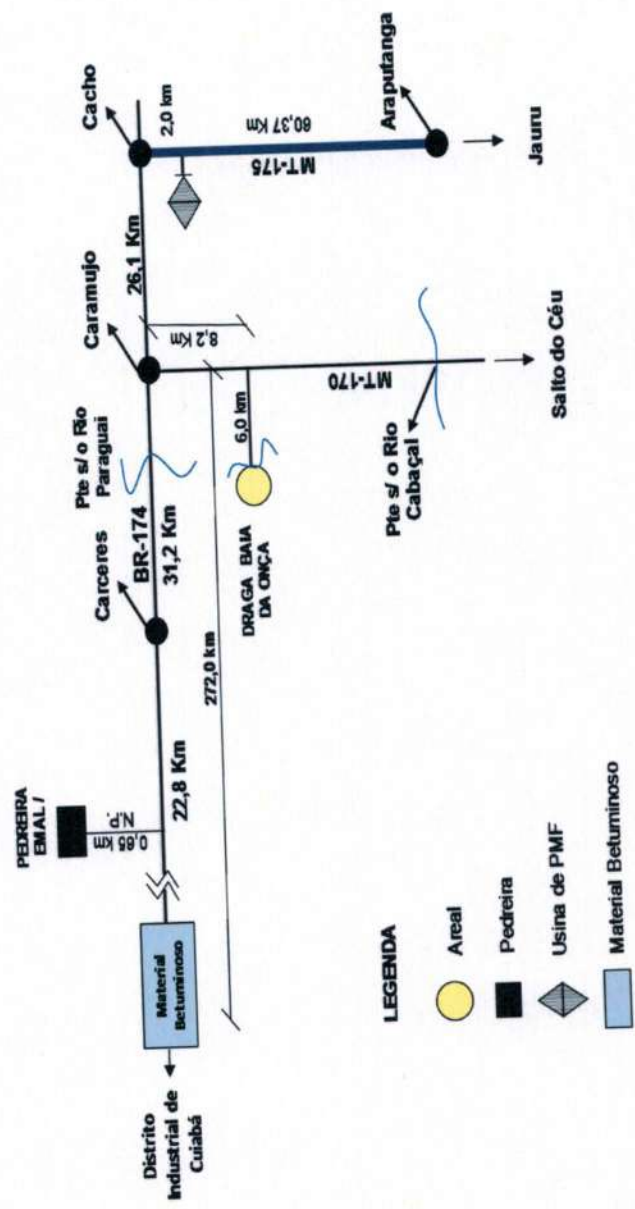 PEDREIRA
EMAL /
0,65 km
N.P.
Distrito
Industrial de
Cuiabá
Material
Betuminoso
22,8 Km
Carceres
BR-174
31,2 Km
Pte s/ o Rio
Paraguai
Caramujo
26,1 Km
Cacho
2,0 km
272,0 km
8,2 Km
6,0 km
DRAGA BAIA
DA ONÇA
MT-170
MT-175
60,37 Km
Araputanga
Pte s/ o Rio
Cabaçal
Salto do Céu
Jauru
LEGENDA
Areal
Pedreira
Usina de PMF
Material Betuminoso